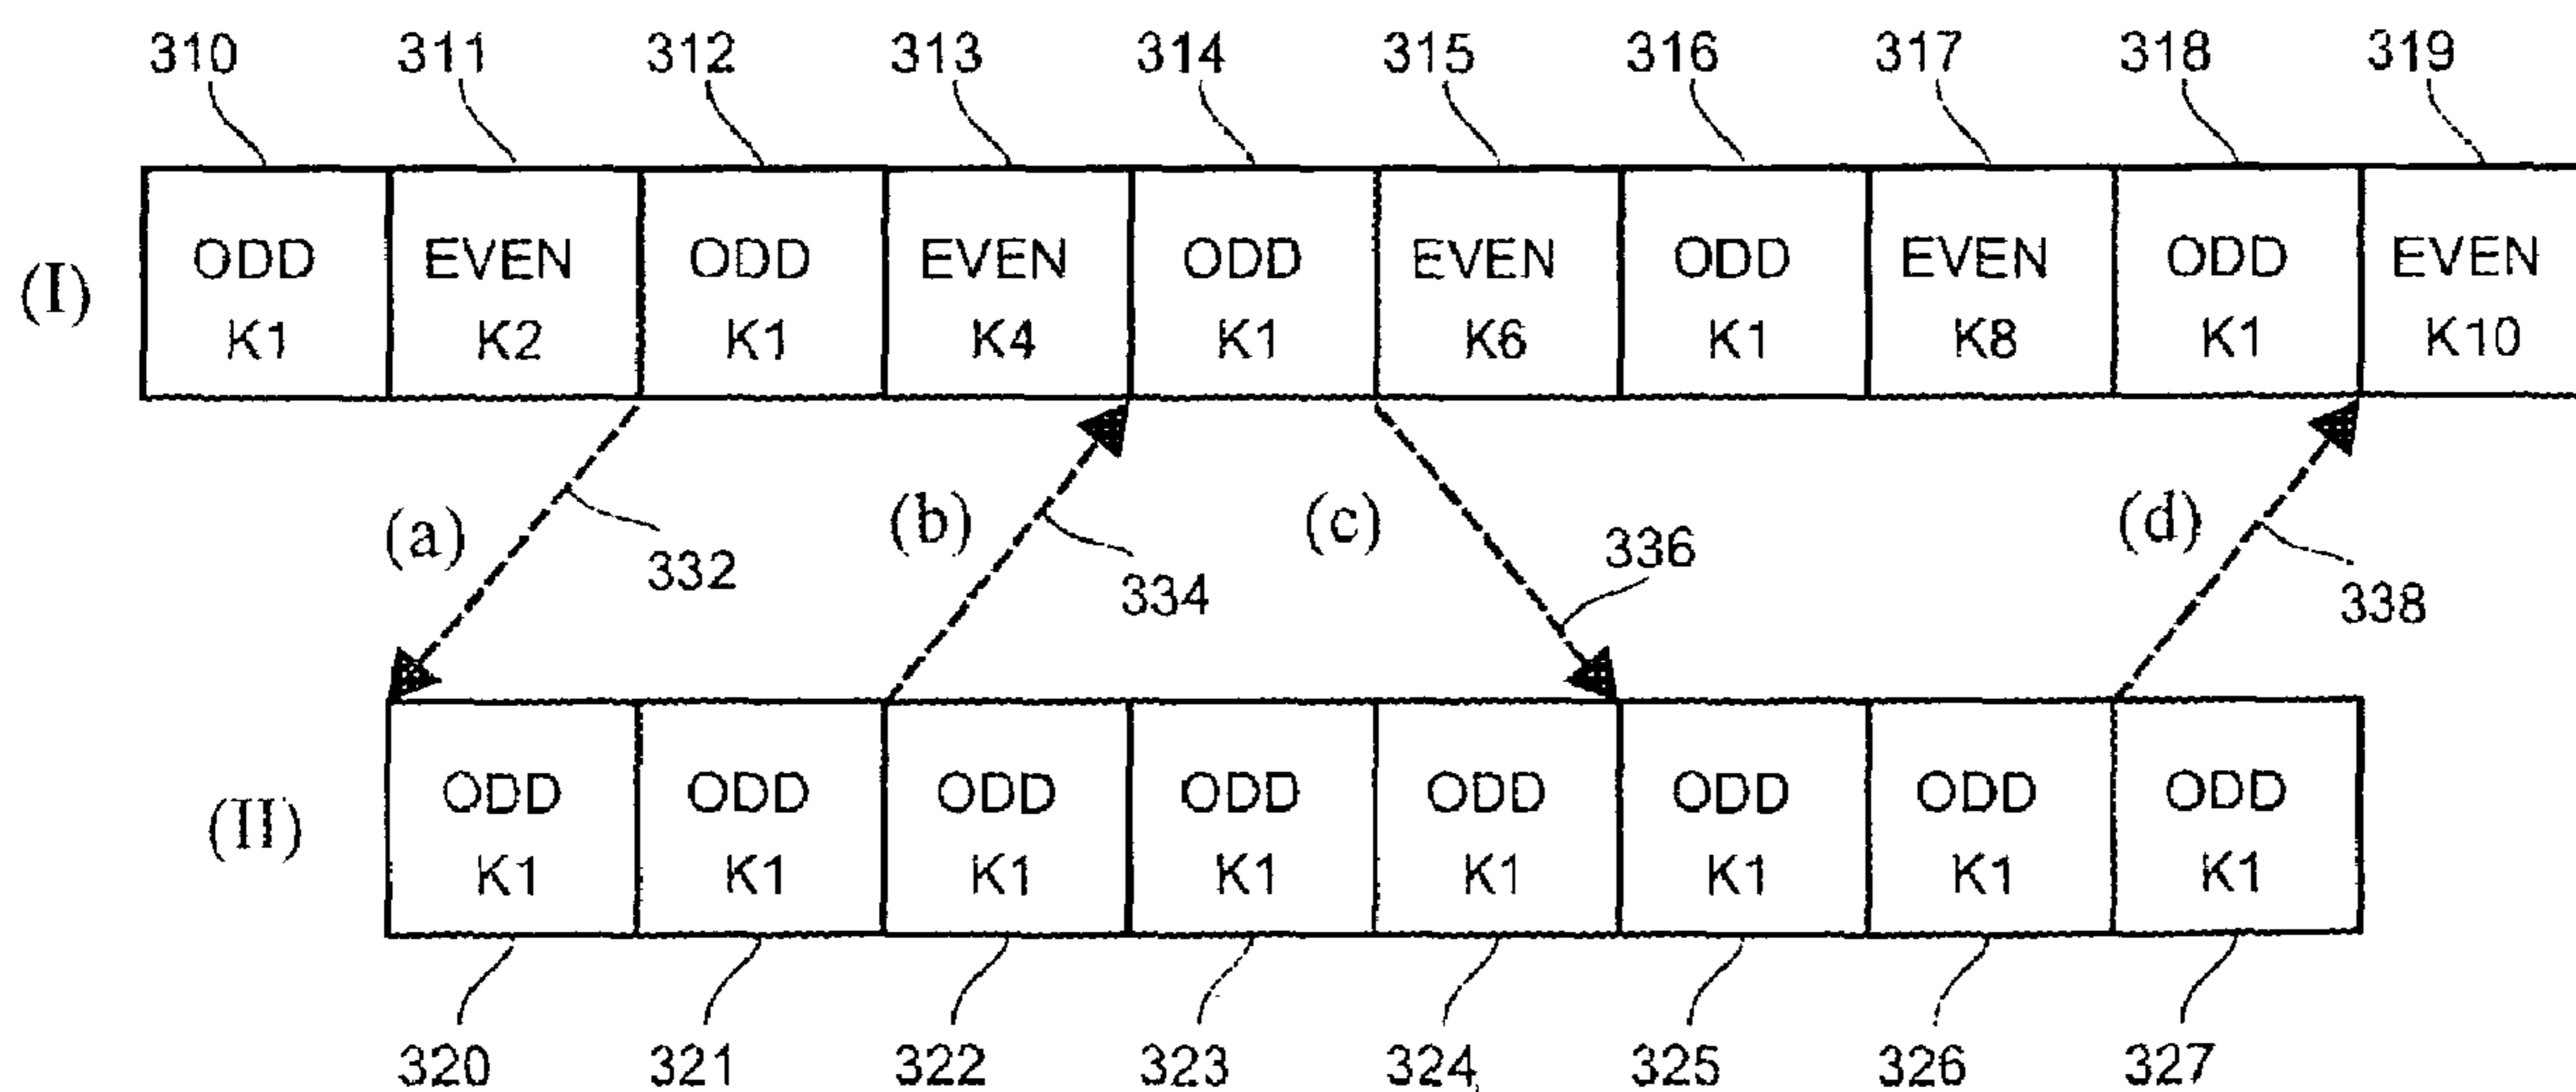 310 311 312 313 314 315 316 317 318 319
(I)
ODD EVEN ODD EVEN ODD EVEN ODD EVEN ODD EVEN
K1 K2 K1 K4 K1 K6 K1 K8 K1 K10
(a) (b) (c) (d)
332 334 336 338
(II)
ODD ODD ODD ODD ODD ODD ODD ODD
K1 K1 K1 K1 K1 K1 K1 K1
320 321 322 323 324 325 326 327